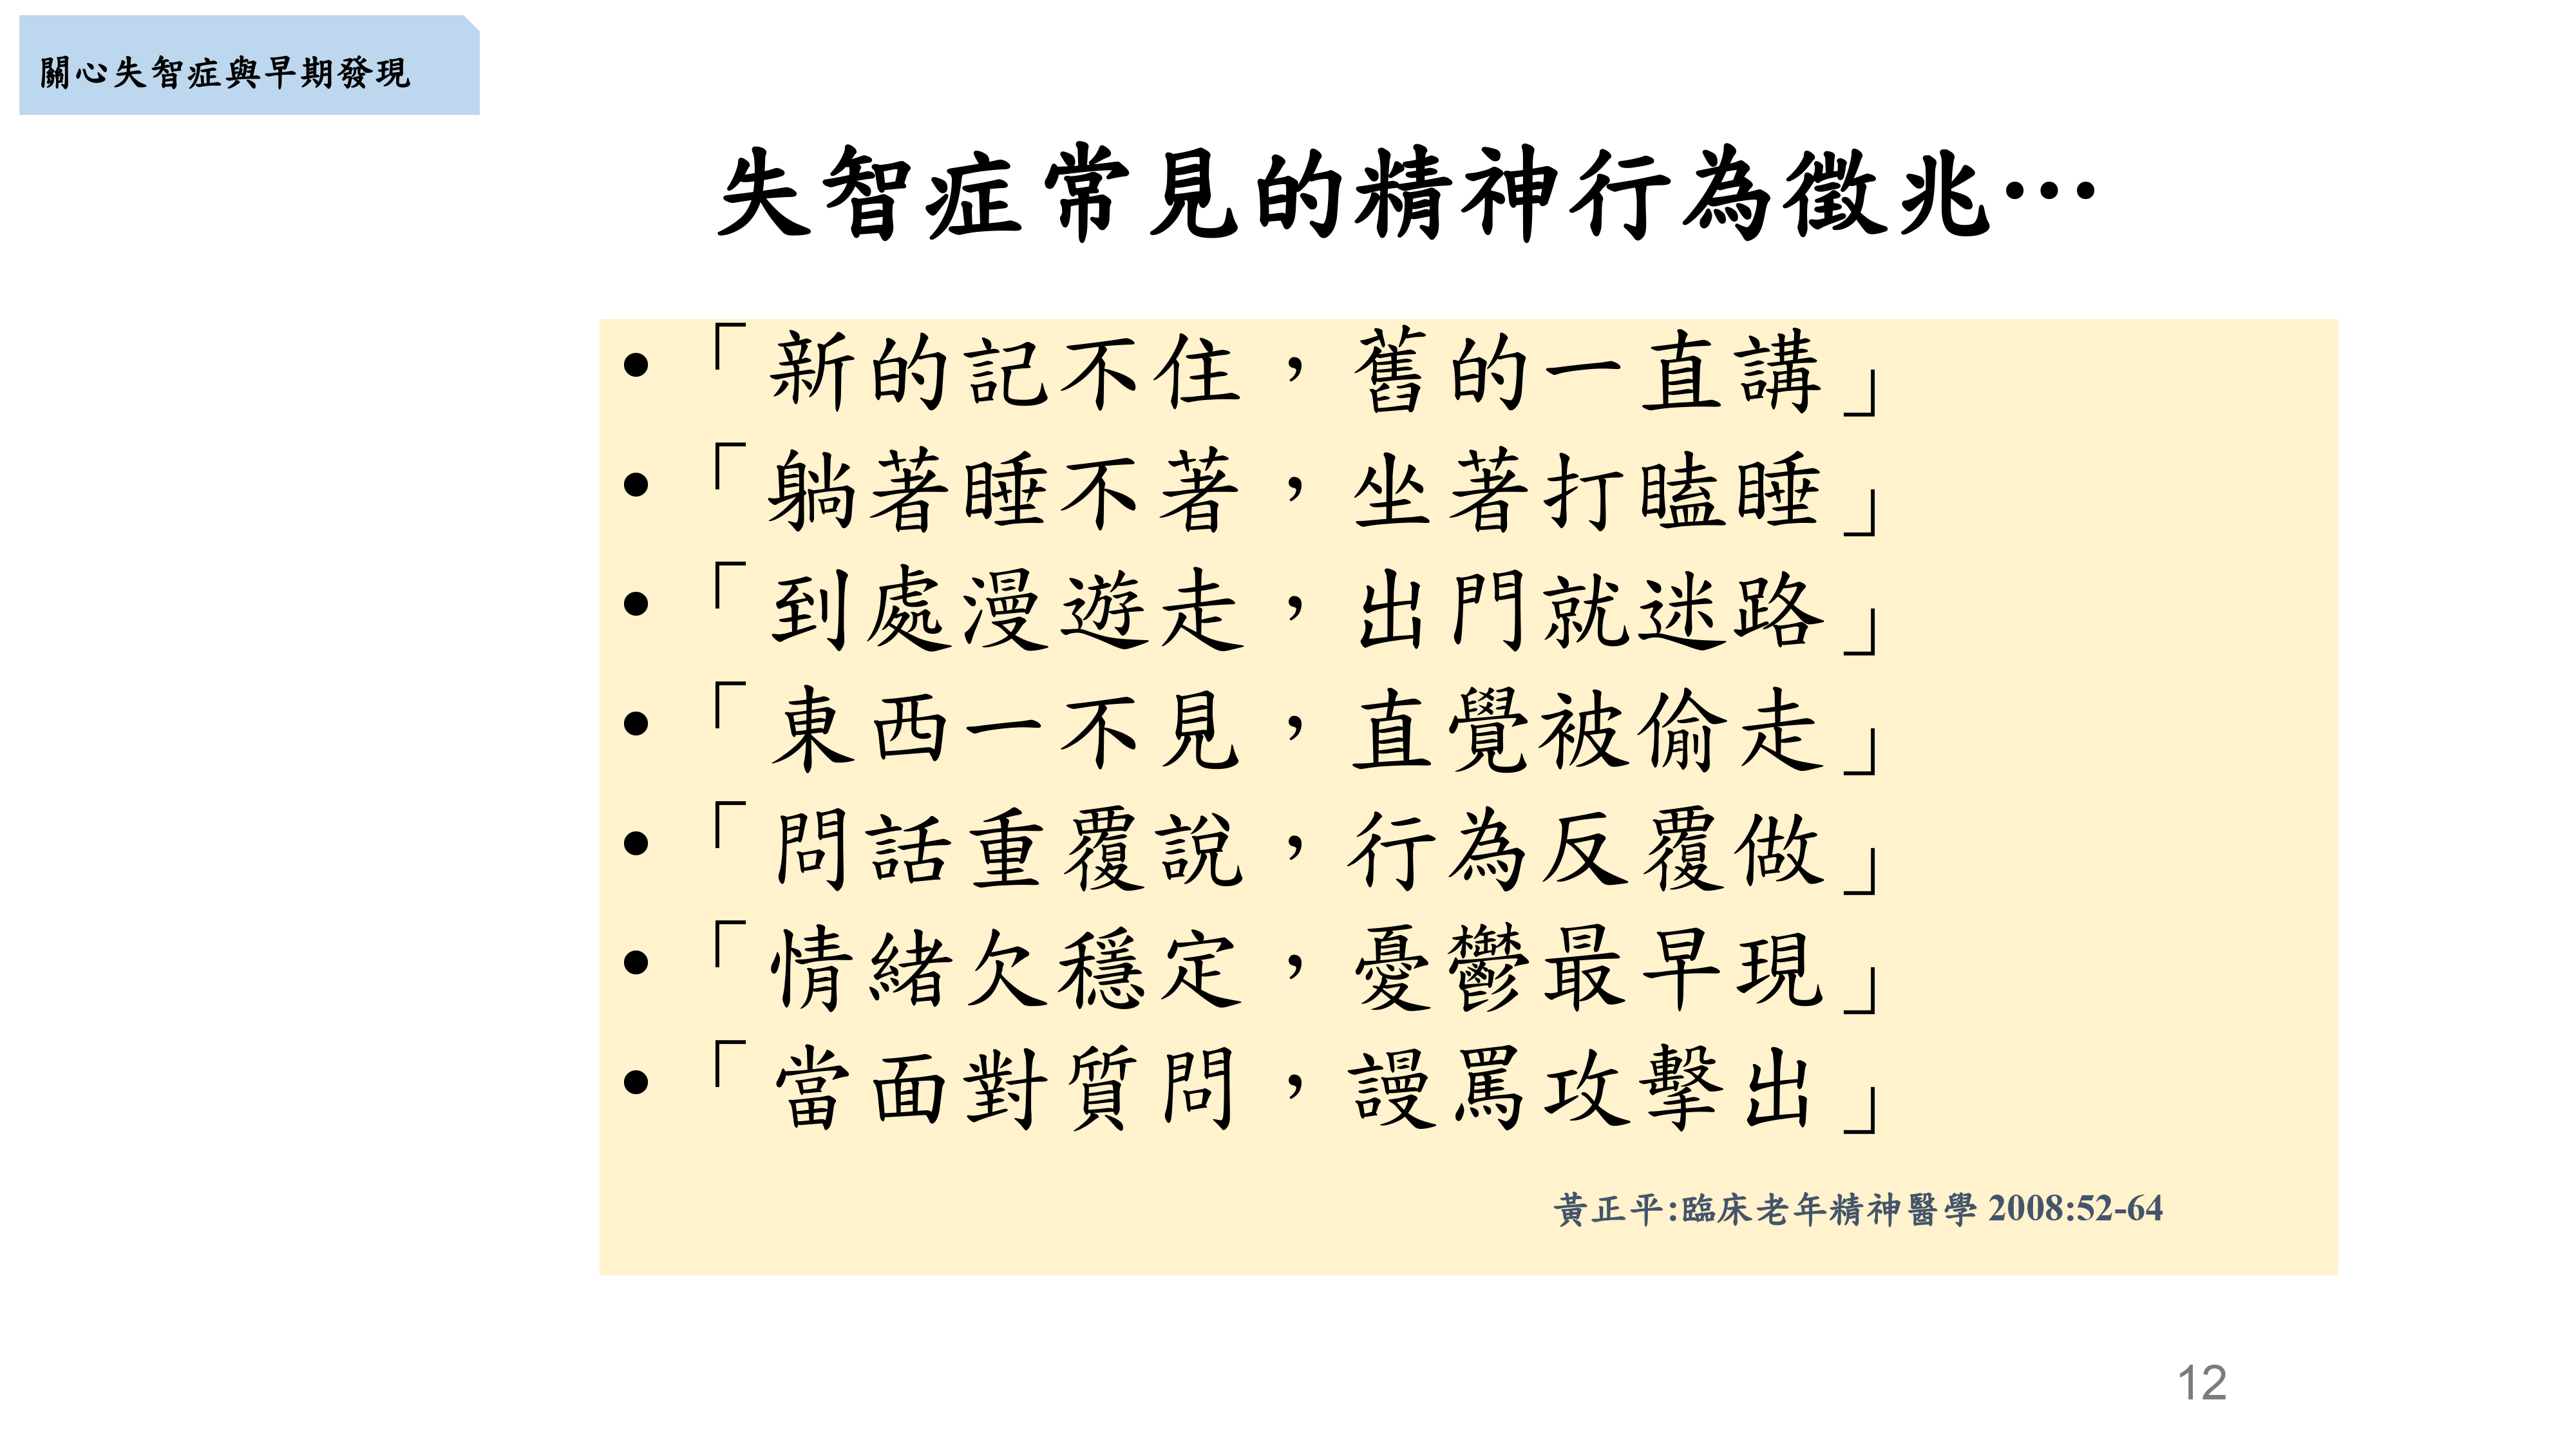 關心失智症與早期發現
失智症常見的精神行為徵兆…
•「新的記不住，舊的一直講」
•「躺著睡不著，坐著打瞌睡」
•「到處漫遊走，出門就迷路」
•「東西一不見，直覺被偷走」
•「問話重覆說，行為反覆做」
•「情緒欠穩定，憂鬱最早現」
•「當面對質問，謾罵攻擊出」
黃正平:臨床老年精神醫學 2008:52-64
12